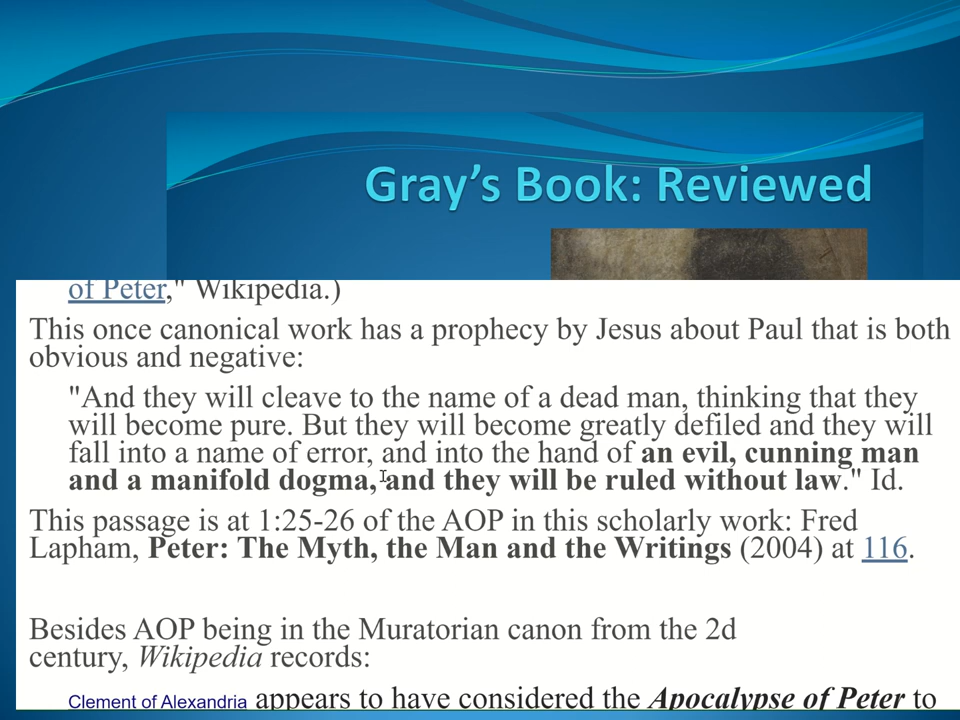 Gray's Book: Reviewed
of Peter," Wikipedia.)
This once canonical work has a prophecy by Jesus about Paul that is both
obvious and negative:
"And they will cleave to the name of a dead man, thinking that they
will become pure. But they will become greatly defiled and they will
fall into a name of error, and into the hand of an evil, cunning man
and a manifold dogma, and they will be ruled without law." Id.
This passage is at 1:25-26 of the AOP in this scholarly work: Fred
Lapham, Peter: The Myth, the Man and the Writings (2004) at 116.
Besides AOP being in the Muratorian canon from the 2d
century, Wikipedia records:
Clement of Alexandria appears to have considered the Apocalypse of Peter to